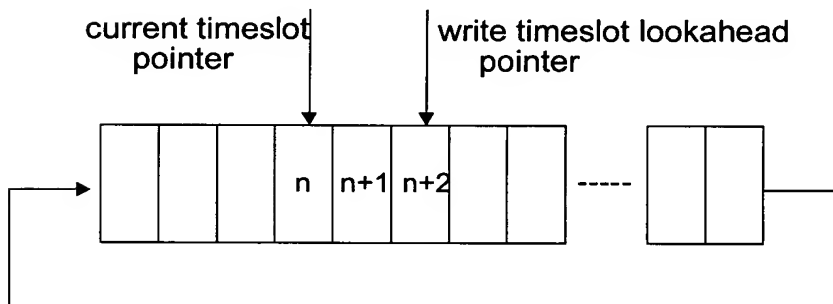 current timeslot
pointer
write timeslot lookahead
pointer
n n+1 n+2